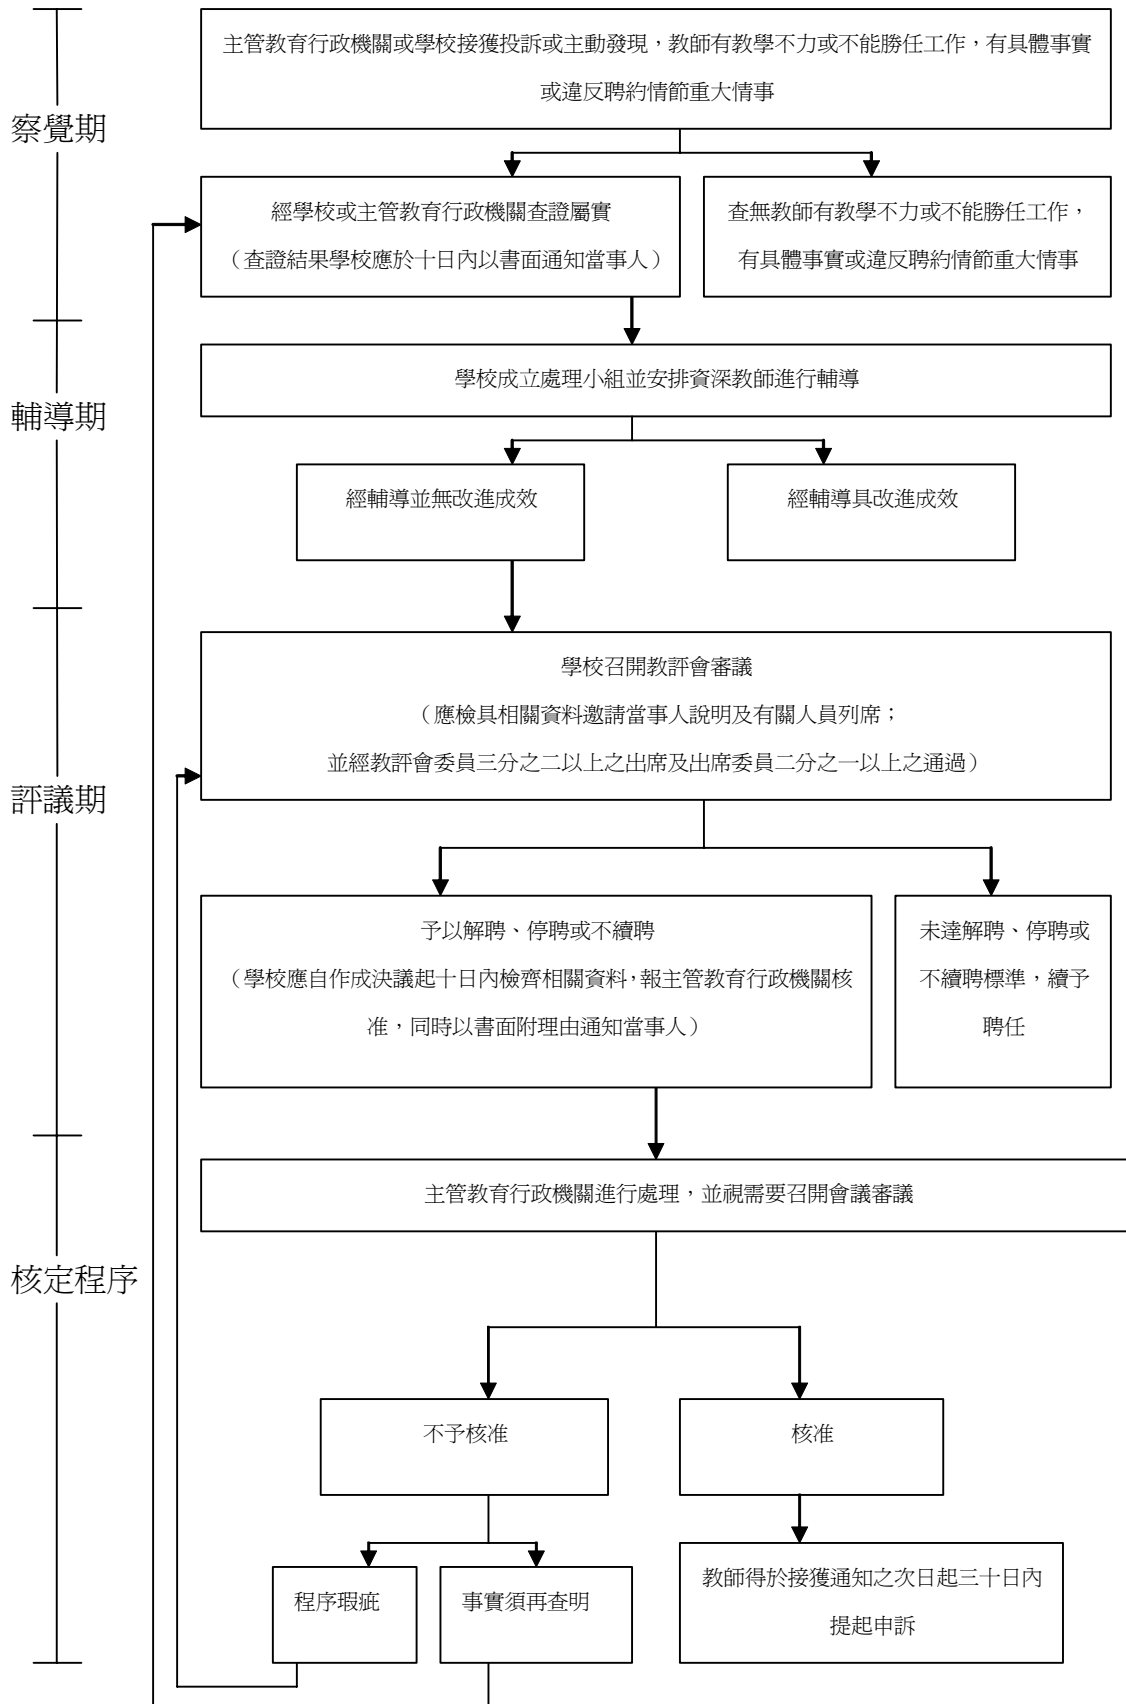 主管教育行政機關或學校接獲投訴或主動發現，教師有教學不力或不能勝任工作，有具體事實
或違反聘約情節重大情事
察覺期
經學校或主管教育行政機關查證屬實
（查證結果學校應於十日內以書面通知當事人）
查無教師有教學不力或不能勝任工作，
有具體事實或違反聘約情節重大情事
學校成立處理小組並安排資深教師進行輔導
輔導期
經輔導並無改進成效
經輔導具改進成效
學校召開教評會審議
（應檢具相關資料邀請當事人說明及有關人員列席；
並經教評會委員三分之二以上之出席及出席委員二分之一以上之通過）
評議期
予以解聘、停聘或不續聘
（學校應自作成決議起十日內檢齊相關資料，報主管教育行政機關核
准，同時以書面附理由通知當事人）
未達解聘、停聘或
不續聘標準，續予
聘任
主管教育行政機關進行處理，並視需要召開會議審議
核定程序
不予核准
核准
程序瑕疵
事實須再查明
教師得於接獲通知之次日起三十日內
提起申訴